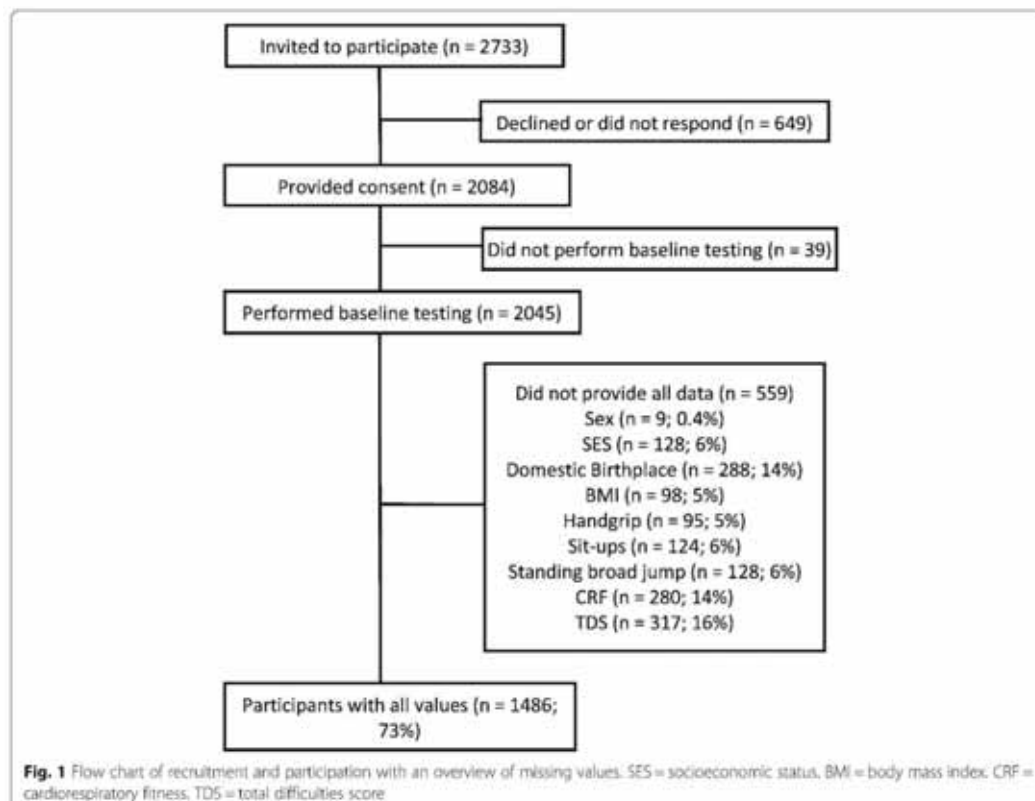 Invited to participate (n = 2733)
Declined or did not respond (n = 649)
Provided consent (n = 2084)
Did not perform baseline testing (n = 39)
Performed baseline testing (n = 2045)
Did not provide all data (n = 559)
Sex (n = 9; 0.4%)
SES (n = 128; 6%)
Domestic Birthplace (n = 288; 14%)
BMI (n = 98; 5%)
Handgrip (n = 95; 5%)
Sit-ups (n = 124; 6%)
Standing broad jump (n = 128; 6%)
CRF (n = 280; 14%)
TDS (n = 317; 16%)
Participants with all values (n = 1486;
73%)
Fig. 1 Flow chart of recruitment and participation with an overview of missing values. SES = socioeconomic status. BMI = body mass index. CRF =
cardiorespiratory fitness. TDS = total difficulties score